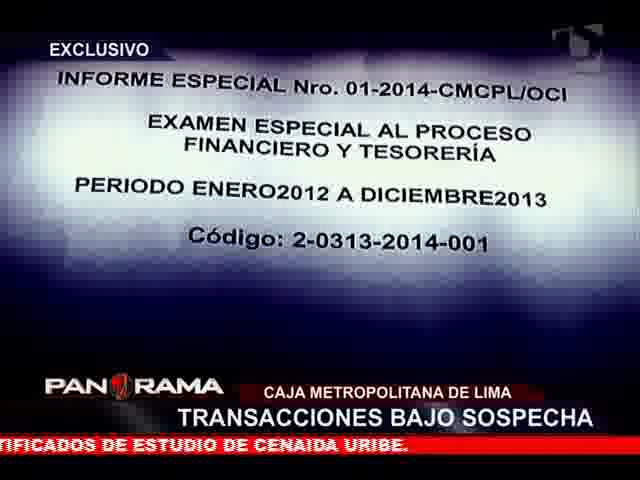 EXCLUSIVO
INFORME ESPECIAL Nro. 01-2014-CMCPL/OCI
EXAMEN ESPECIAL AL PROCESO
FINANCIERO Y TESORERÍA
PERIODO ENERO2012 A DICIEMBRE2013
Código: 2-0313-2014-001
PANORAMA
CAJA METROPOLITANA DE LIMA
TRANSACCIONES BAJO SOSPECHA
TIFICADOS DE ESTUDIO DE CENAIDA URIBE.